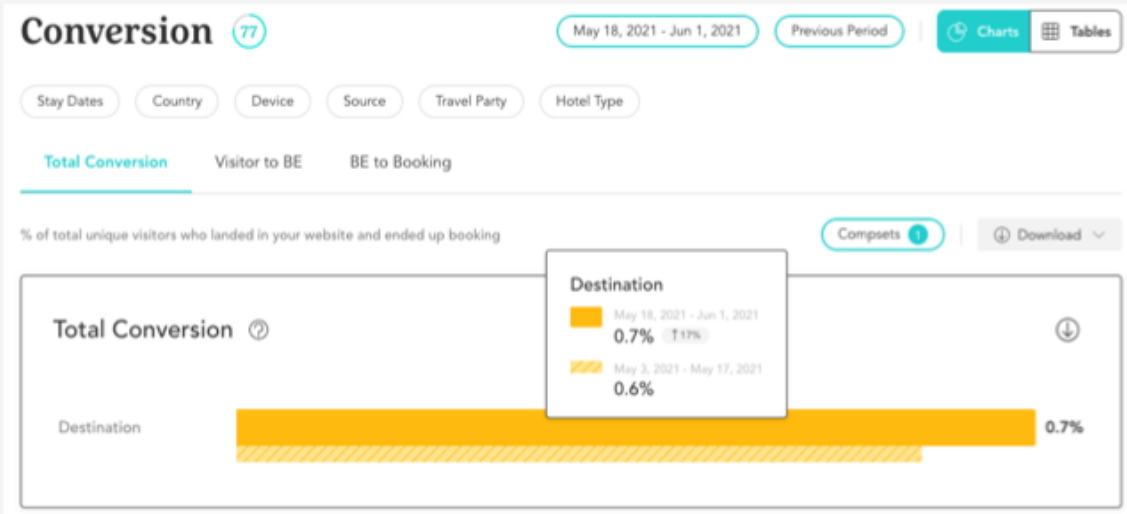 Conversion 77 May 18, 2021 - Jun 1, 2021 Previous Period Charts Tables
Stay Dates Country Device Source Travel Party Hotel Type
Total Conversion Visitor to BE BE to Booking
% of total unique visitors who landed in your website and ended up booking Compsets 1 Download
Destination
May 18, 2021 - Jun 1, 2021
0.7% ↑17%
May 3, 2021 - May 17, 2021
0.6%
Total Conversion ?
Destination 0.7%